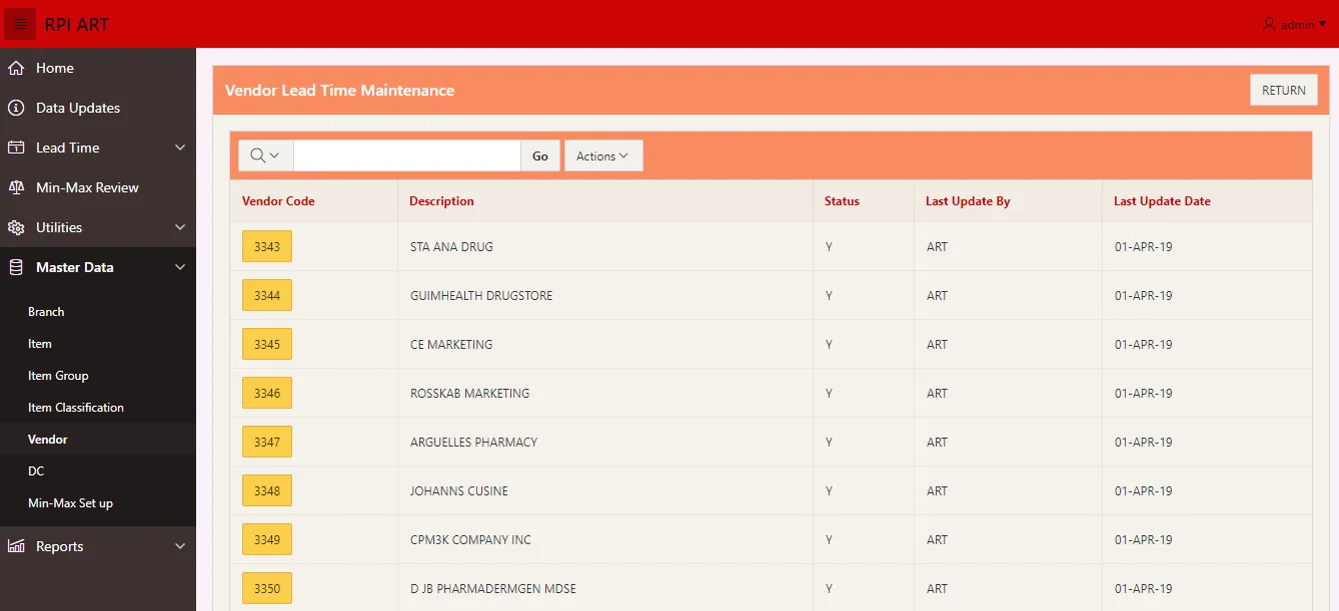 RPI ART
admin
Home
Data Updates
Lead Time
Min-Max Review
Utilities
Master Data
Branch
Item
Item Group
Item Classification
Vendor
DC
Min-Max Set up
Reports
Vendor Lead Time Maintenance
RETURN
Go Actions
Vendor Code Description Status Last Update By Last Update Date
3343 STA ANA DRUG Y ART 01-APR-19
3344 GUIMHEALTH DRUGSTORE Y ART 01-APR-19
3345 CE MARKETING Y ART 01-APR-19
3346 ROSSKAB MARKETING Y ART 01-APR-19
3347 ARGUELLES PHARMACY Y ART 01-APR-19
3348 JOHANNS CUSINE Y ART 01-APR-19
3349 CPM3K COMPANY INC Y ART 01-APR-19
3350 D JB PHARMADERMGEN MDSE Y ART 01-APR-19